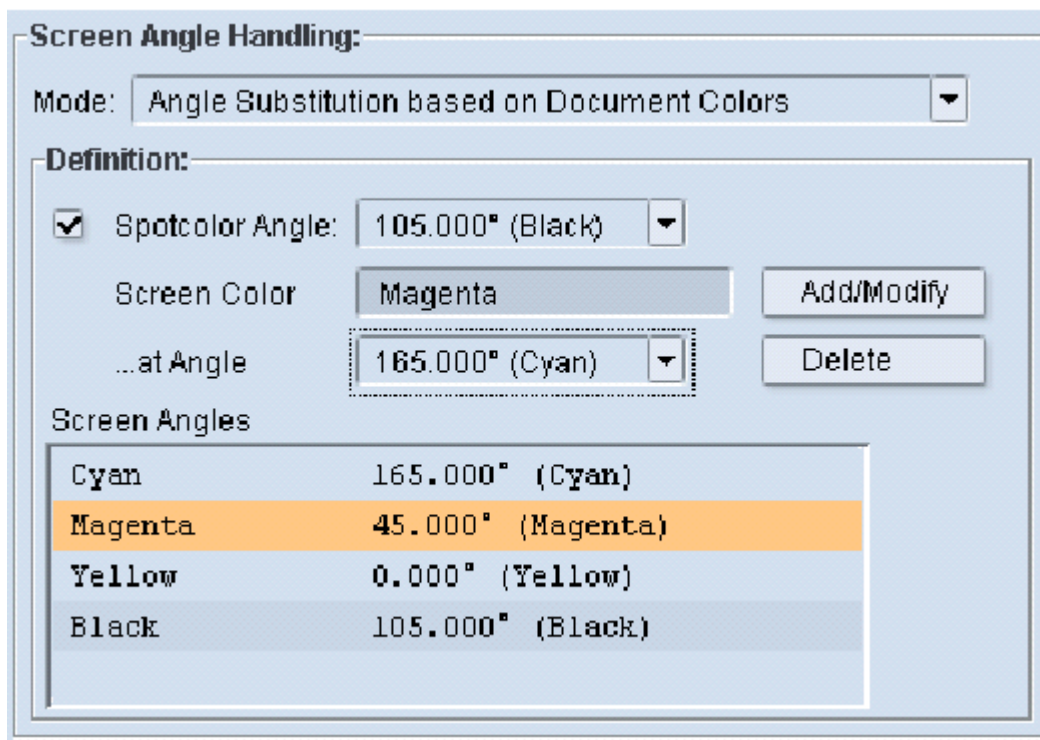 Screen Angle Handling:
Mode: Angle Substitution based on Document Colors
Definition:
Spotcolor Angle: 105.000° (Black)
Screen Color Magenta Add/Modify
...at Angle 165.000° (Cyan) Delete
Screen Angles
Cyan 165.000° (Cyan)
Magenta 45.000° (Magenta)
Yellow 0.000° (Yellow)
Black 105.000° (Black)